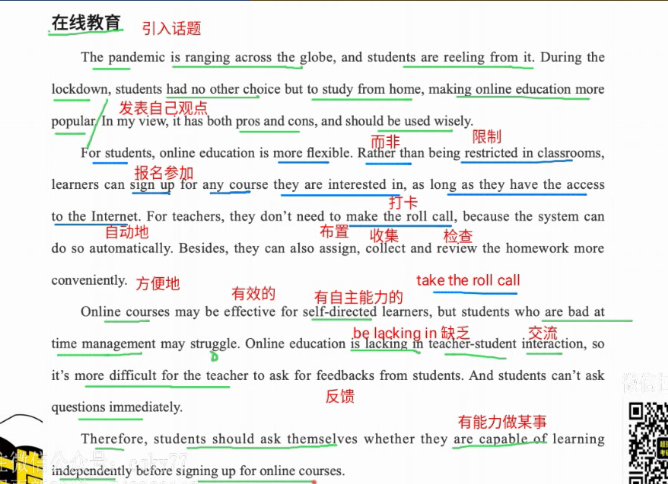 在线教育 引入话题
The pandemic is ranging across the globe, and students are reeling from it. During the
lockdown, students had no other choice but to study from home, making online education more
发表自己观点
popular. In my view, it has both pros and cons, and should be used wisely.
而非 限制
For students, online education is more flexible. Rather than being restricted in classrooms,
报名参加
learners can sign up for any course they are interested in, as long as they have the access
打卡
to the Internet. For teachers, they don't need to make the roll call, because the system can
自动地 布置 收集 检查
do so automatically. Besides, they can also assign, collect and review the homework more
conveniently. 方便地 take the roll call
有效的 有自主能力的
Online courses may be effective for self-directed learners, but students who are bad at
be lacking in 缺乏 交流
time management may struggle. Online education is lacking in teacher-student interaction, so
it's more difficult for the teacher to ask for feedbacks from students. And students can't ask
反馈
questions immediately.
有能力做某事
Therefore, students should ask themselves whether they are capable of learning
independently before signing up for online courses.